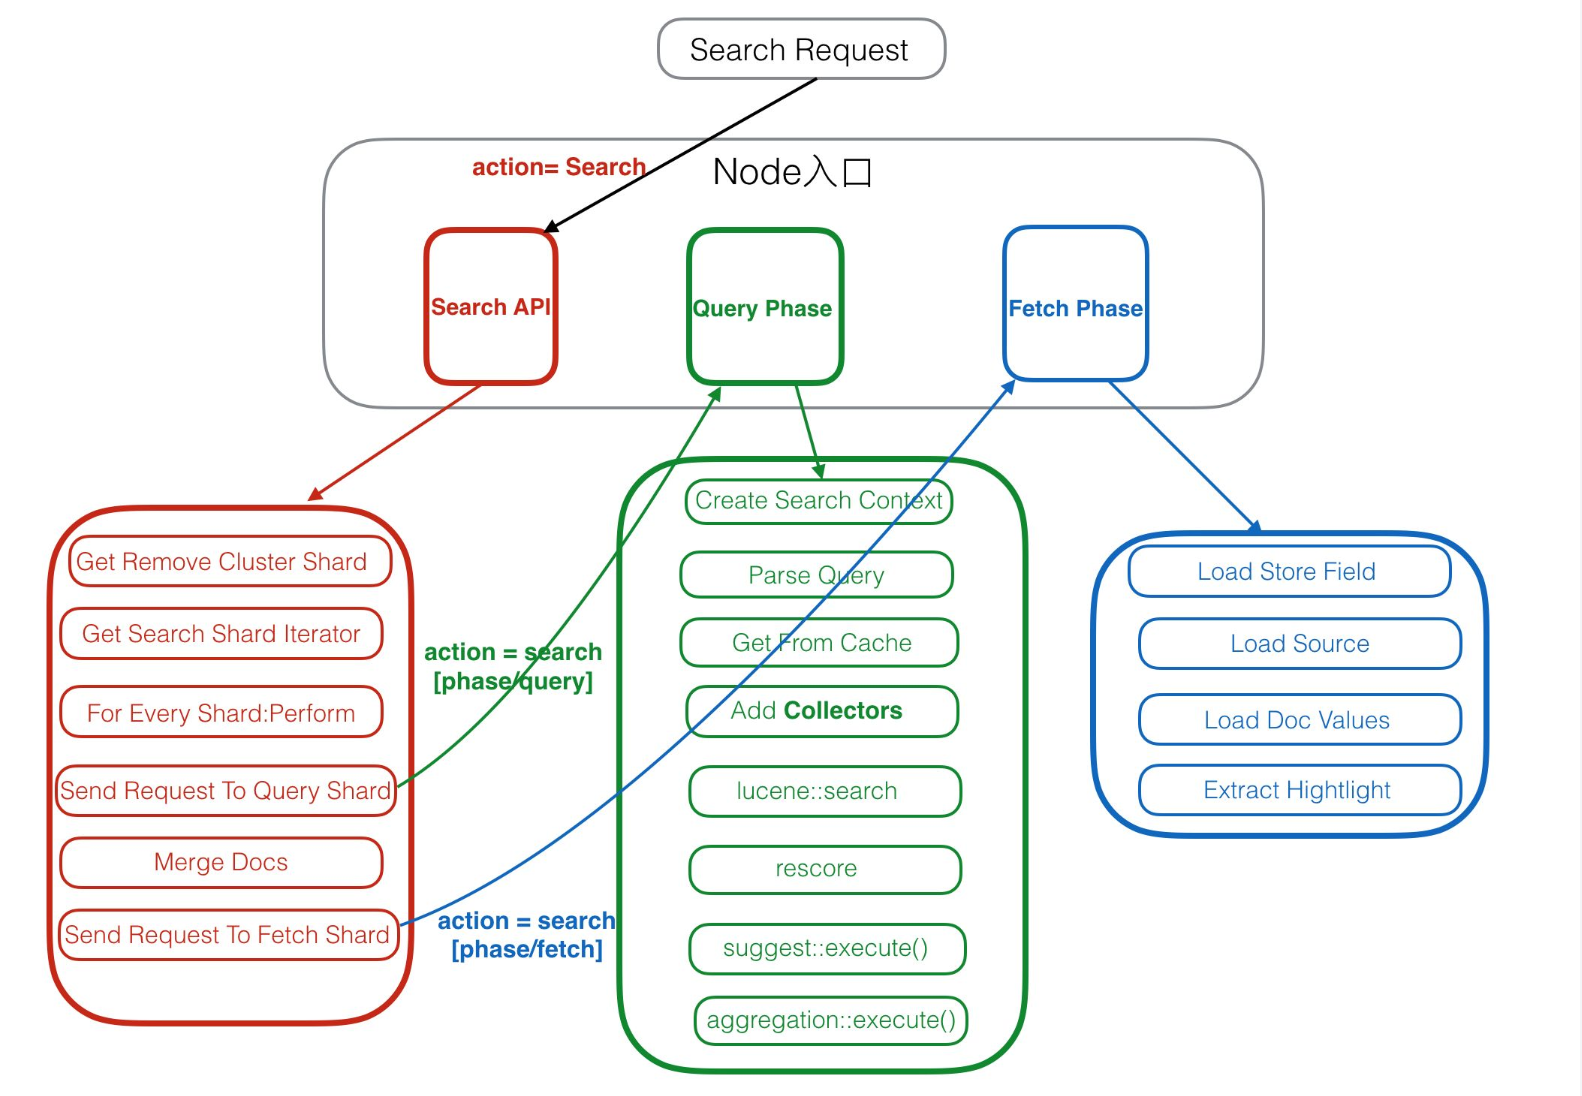 Search Request
action= Search
Node入口
Search API
Query Phase
Fetch Phase
Get Remove Cluster Shard
Get Search Shard Iterator
For Every Shard:Perform
Send Request To Query Shard
Merge Docs
Send Request To Fetch Shard
action = search
[phase/query]
action = search
[phase/fetch]
Create Search Context
Parse Query
Get From Cache
Add Collectors
lucene::search
rescore
suggest::execute()
aggregation::execute()
Load Store Field
Load Source
Load Doc Values
Extract Hightlight